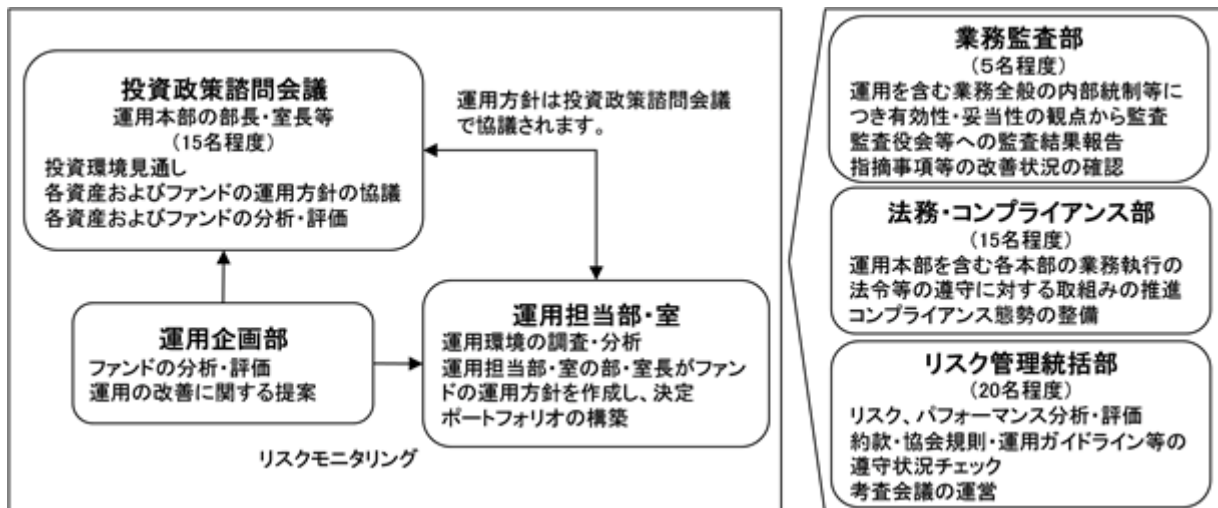 投資政策諮問会議
運用本部の部長・室長等
(15名程度)
投資環境見通し
各資産およびファンドの運用方針の協議
各資産およびファンドの分析・評価
運用方針は投資政策諮問会議
で協議されます。
運用企画部
ファンドの分析・評価
運用の改善に関する提案
運用担当部・室
運用環境の調査・分析
運用担当部・室の部・室長がファン
ドの運用方針を作成し、決定
ポートフォリオの構築
リスクモニタリング
業務監査部
(5名程度)
運用を含む業務全般の内部統制等に
つき有効性・妥当性の観点から監査
監査役会等への監査結果報告
指摘事項等の改善状況の確認
法務・コンプライアンス部
(15名程度)
運用本部を含む各本部の業務執行の
法令等の遵守に対する取組みの推進
コンプライアンス態勢の整備
リスク管理統括部
(20名程度)
リスク、パフォーマンス分析・評価
約款・協会規則・運用ガイドライン等の
遵守状況チェック
考査会議の運営